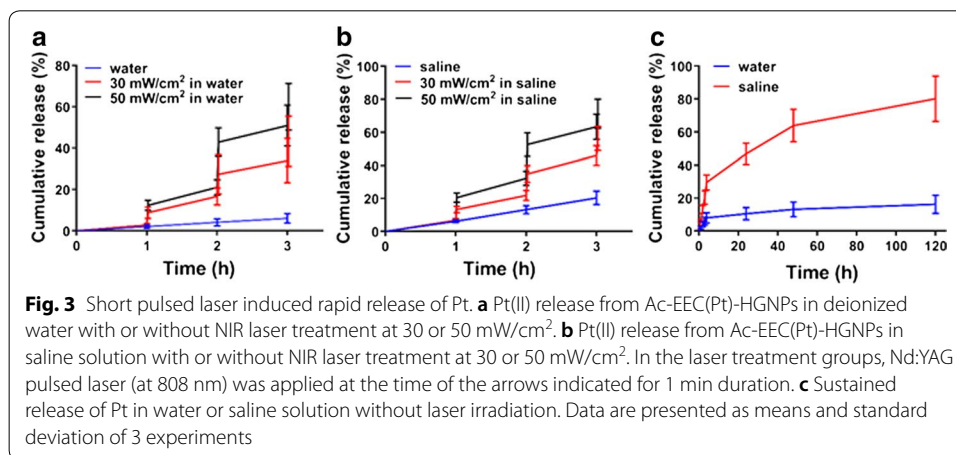 a
Cumulative release (%)
80
60
40
20
0
water
30 mW/cm² in water
50 mW/cm² in water
0 1 2 3
Time (h)
b
Cumulative release (%)
100
80
60
40
20
0
saline
30 mW/cm² in saline
50 mW/cm² in saline
0 1 2 3
Time (h)
c
Cumulative release (%)
100
80
60
40
20
0
water
saline
0 20 40 60 80 100 120
Time (h)
Fig. 3 Short pulsed laser induced rapid release of Pt. a Pt(II) release from Ac-EEC(Pt)-HGNPs in deionized
water with or without NIR laser treatment at 30 or 50 mW/cm². b Pt(II) release from Ac-EEC(Pt)-HGNPs in
saline solution with or without NIR laser treatment at 30 or 50 mW/cm². In the laser treatment groups, Nd:YAG
pulsed laser (at 808 nm) was applied at the time of the arrows indicated for 1 min duration. c Sustained
release of Pt in water or saline solution without laser irradiation. Data are presented as means and standard
deviation of 3 experiments